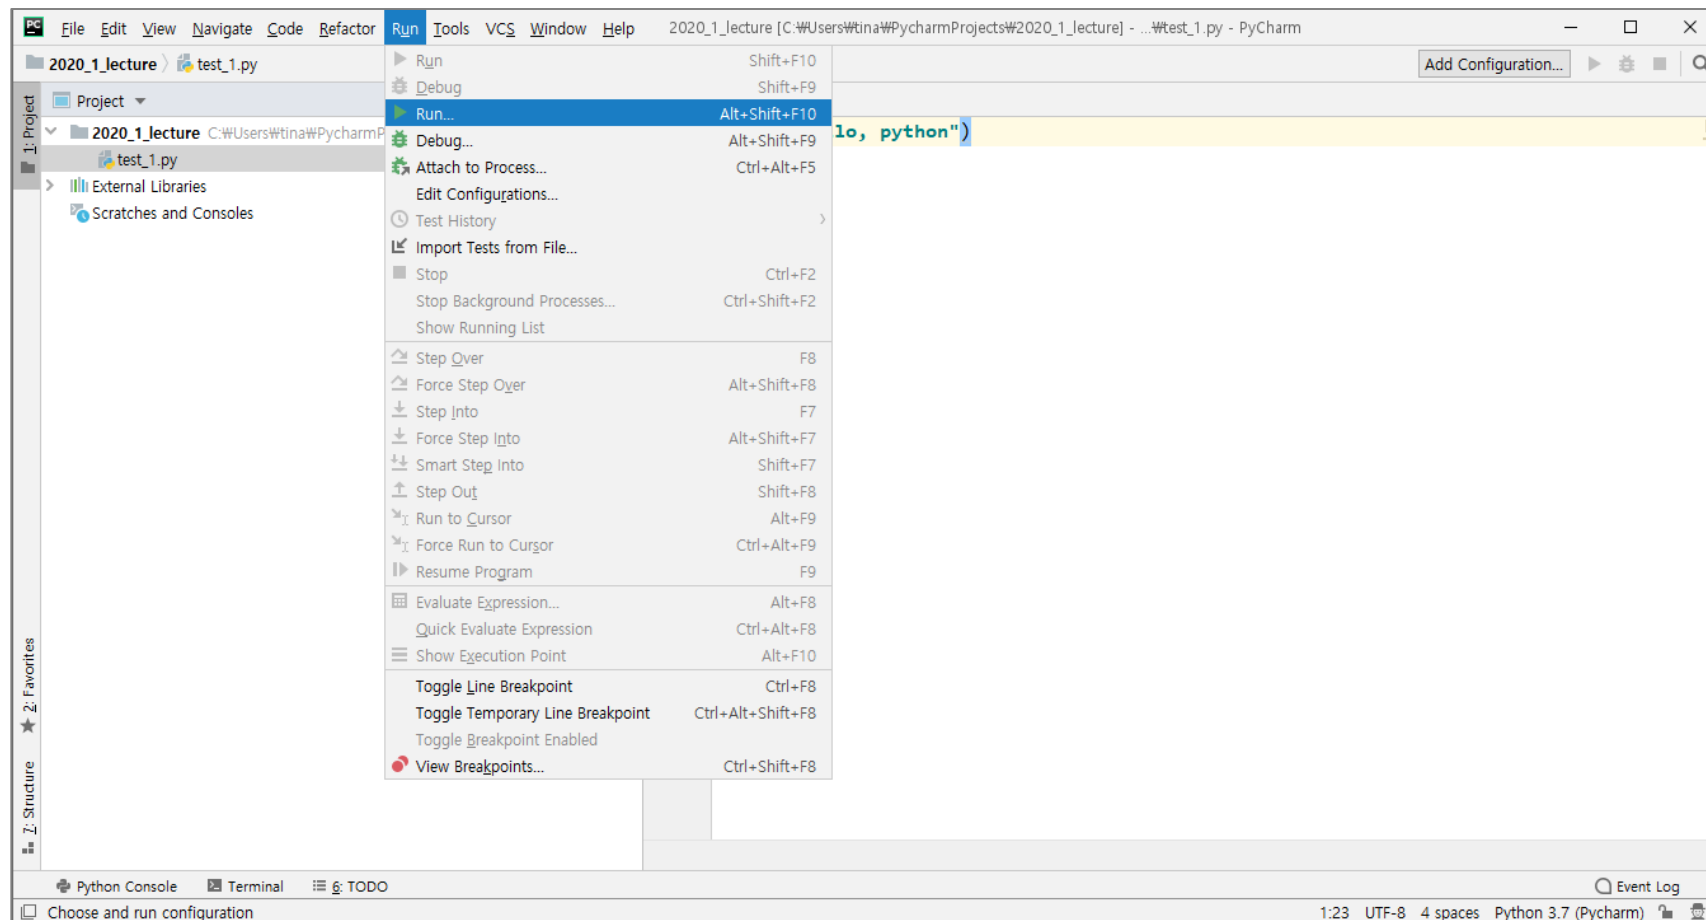 PC File Edit View Navigate Code Refactor Run Tools VCS Window Help 2020_1_lecture [C:₩Users₩tina₩PycharmProjects₩2020_1_lecture] - ...₩test_1.py - PyCharm
2020_1_lecture test_1.py Add Configuration...
Project
1: Project
2020_1_lecture C:₩Users₩tina₩PycharmP
test_1.py
External Libraries
Scratches and Consoles
Run Shift+F10
Debug Shift+F9
Run... Alt+Shift+F10
Debug... Alt+Shift+F9
Attach to Process... Ctrl+Alt+F5
Edit Configurations...
Test History
Import Tests from File...
Stop Ctrl+F2
Stop Background Processes... Ctrl+Shift+F2
Show Running List
Step Over F8
Force Step Over Alt+Shift+F8
Step Into F7
Force Step Into Alt+Shift+F7
Smart Step Into Shift+F7
Step Out Shift+F8
Run to Cursor Alt+F9
Force Run to Cursor Ctrl+Alt+F9
Resume Program F9
Evaluate Expression... Alt+F8
Quick Evaluate Expression Ctrl+Alt+F8
Show Execution Point Alt+F10
Toggle Line Breakpoint Ctrl+F8
Toggle Temporary Line Breakpoint Ctrl+Alt+Shift+F8
Toggle Breakpoint Enabled
View Breakpoints... Ctrl+Shift+F8
lo, python")
2: Favorites
7: Structure
Python Console Terminal 6: TODO Event Log
Choose and run configuration 1:23 UTF-8 4 spaces Python 3.7 (Pycharm)